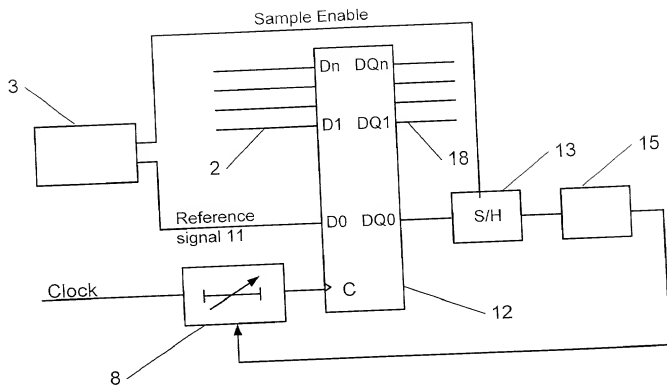 Sample Enable
3
Dn DQn
D1 DQ1
2
18
13
15
Reference
signal 11
D0 DQ0
S/H
Clock
C
12
8